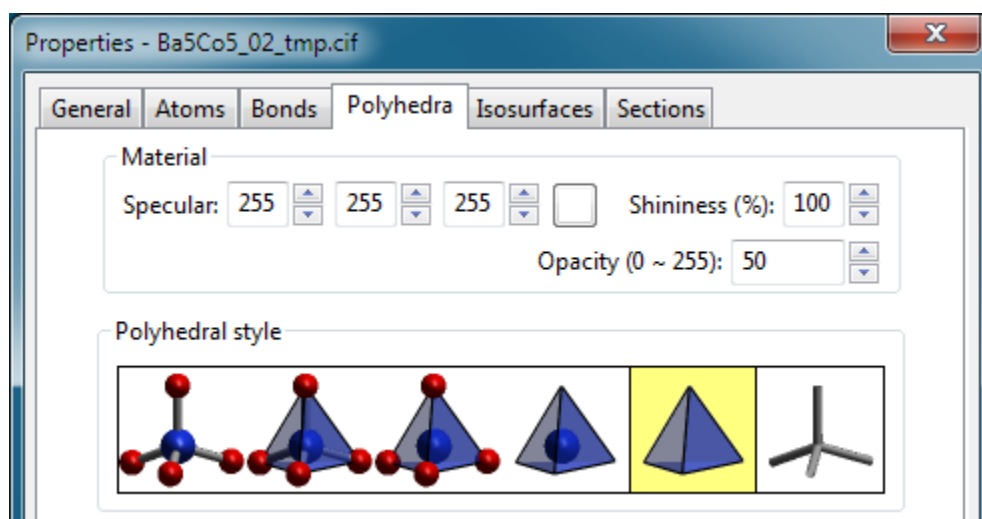 Properties - Ba5Co5_02_tmp.cif
General Atoms Bonds Polyhedra Isosurfaces Sections
Material
Specular: 255 255 255 Shininess (%): 100
Opacity (0 ~ 255): 50
Polyhedral style